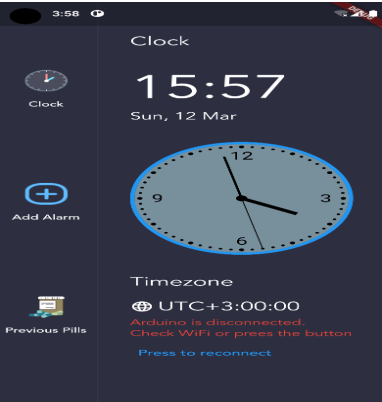 3:58
DEBUG
Clock
15:57
Sun, 12 Mar
Clock
12
9
3
6
Add Alarm
Timezone
UTC+3:00:00
Previous Pills
Arduino is disconnected.
Check WiFi or prees the button
Press to reconnect